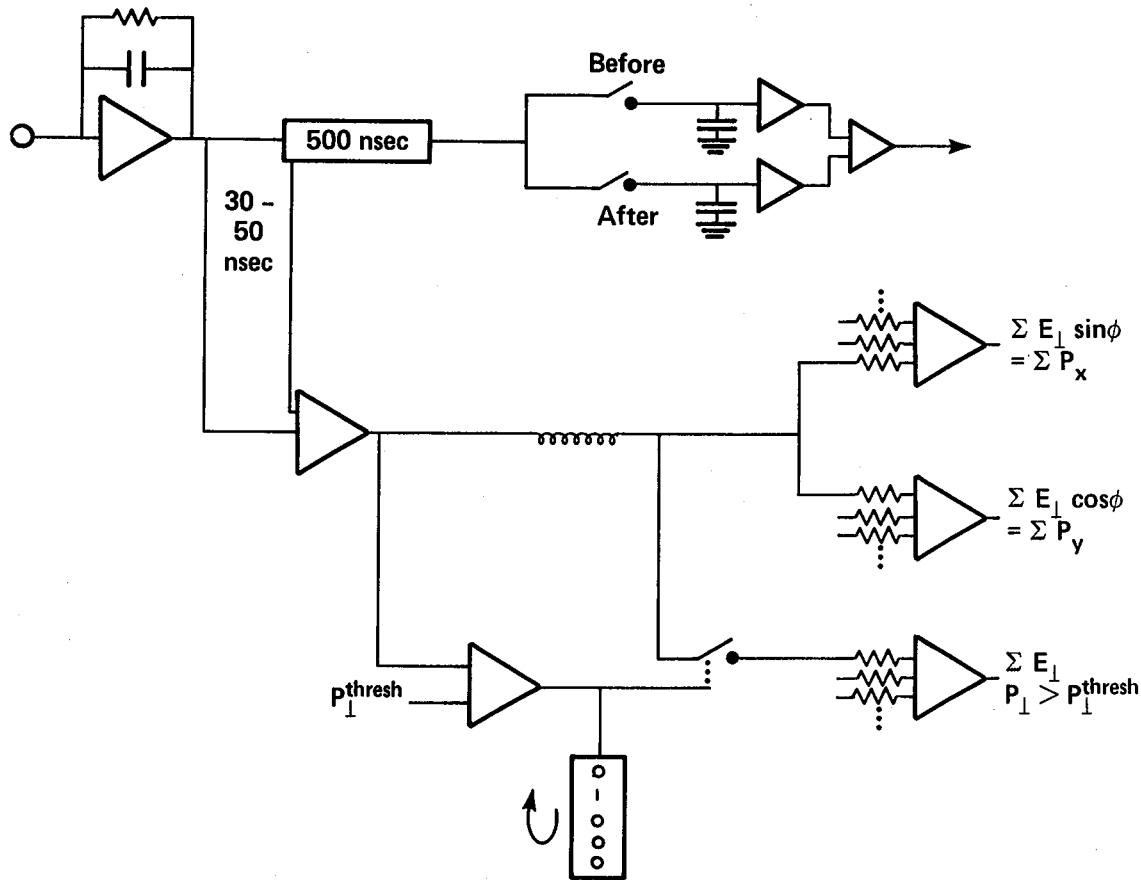 Before
500 nsec
After
30 –
50
nsec
Σ E⊥ sinϕ
= Σ Pₓ
Σ E⊥ cosϕ
= Σ Py
Σ E⊥
P⊥ > P⊥^thresh
P⊥^thresh